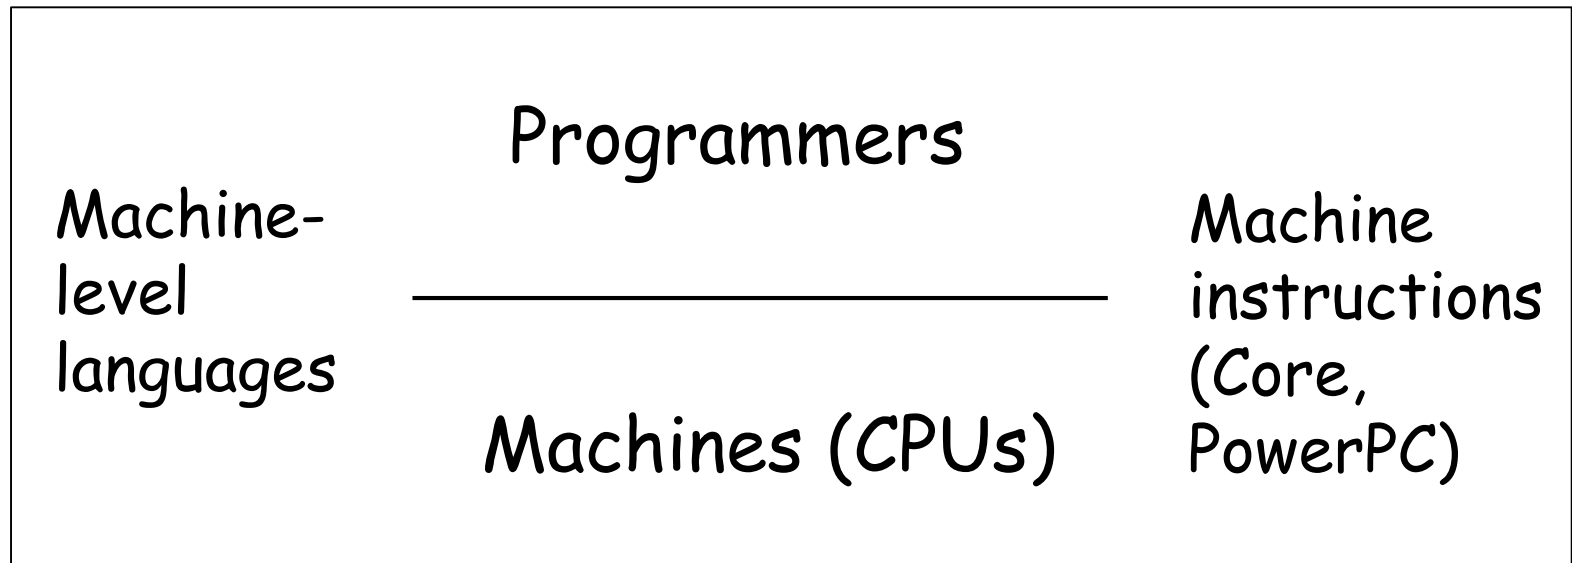 Programmers
Machine-
level
languages
Machine
instructions
(Core,
PowerPC)
Machines (CPUs)